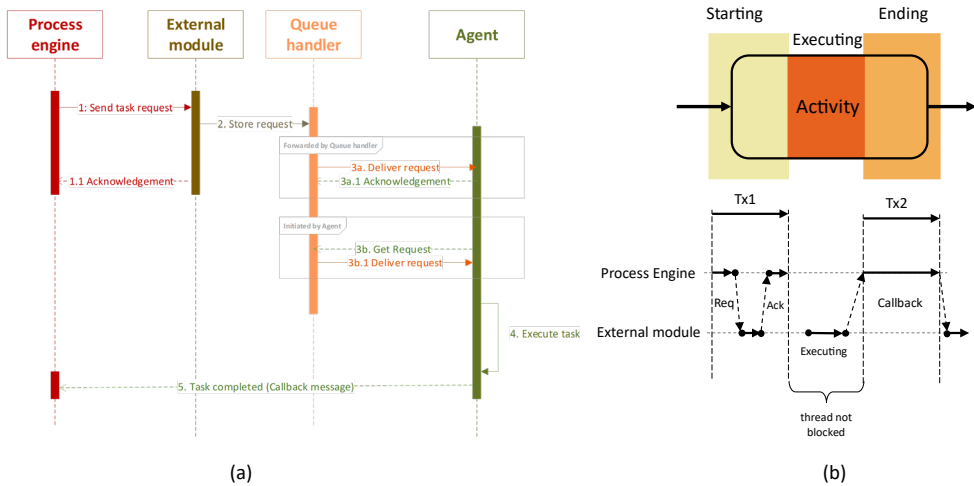 Process
engine
External
module
Queue
handler
Agent
1: Send task request
2. Store request
Forwarded by Queue handler
3a. Deliver request
3a.1 Acknowledgement
1.1 Acknowledgement
Initiated by Agent
3b. Get Request
3b.1 Deliver request
4. Execute task
5. Task completed (Callback message)
(a)
Starting
Ending
Executing
Activity
Tx1
Tx2
Process Engine
Req
Ack
Callback
External module
Executing
thread not
blocked
(b)